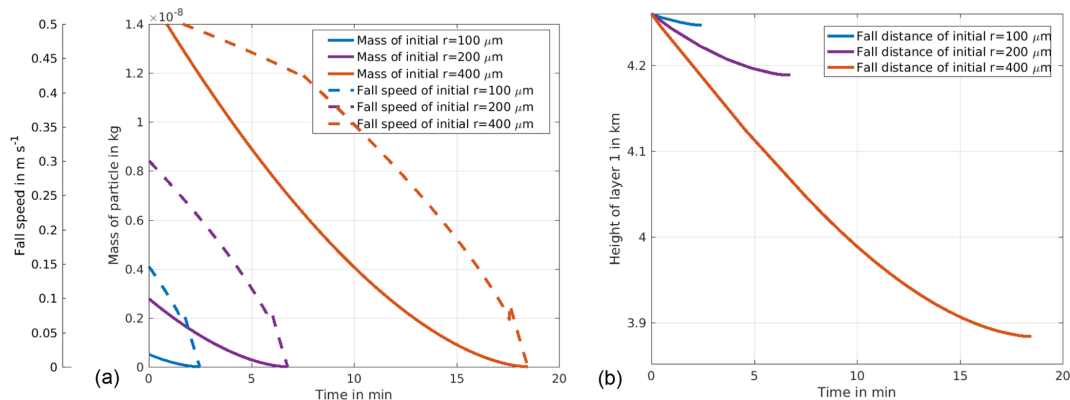 ×10⁻⁸
0.5
0.45
0.4
0.35
0.3
0.25
0.2
0.15
0.1
0.05
0
Fall speed in m s⁻¹
1.4
1.2
1
0.8
0.6
0.4
0.2
0
Mass of particle in kg
Mass of initial r=100 μm
Mass of initial r=200 μm
Mass of initial r=400 μm
Fall speed of initial r=100 μm
Fall speed of initial r=200 μm
Fall speed of initial r=400 μm
(a)
0 5 10 15 20
Time in min
4.2
4.1
4
3.9
Height of layer 1 in km
Fall distance of initial r=100 μm
Fall distance of initial r=200 μm
Fall distance of initial r=400 μm
(b)
0 5 10 15 20
Time in min